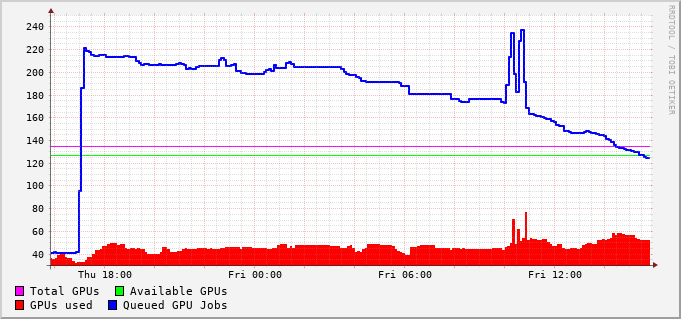 RRDTOOL / TOBI OETIKER
240
220
200
180
160
140
120
100
80
60
40
Thu 18:00 Fri 00:00 Fri 06:00 Fri 12:00
Total GPUs Available GPUs
GPUs used Queued GPU Jobs